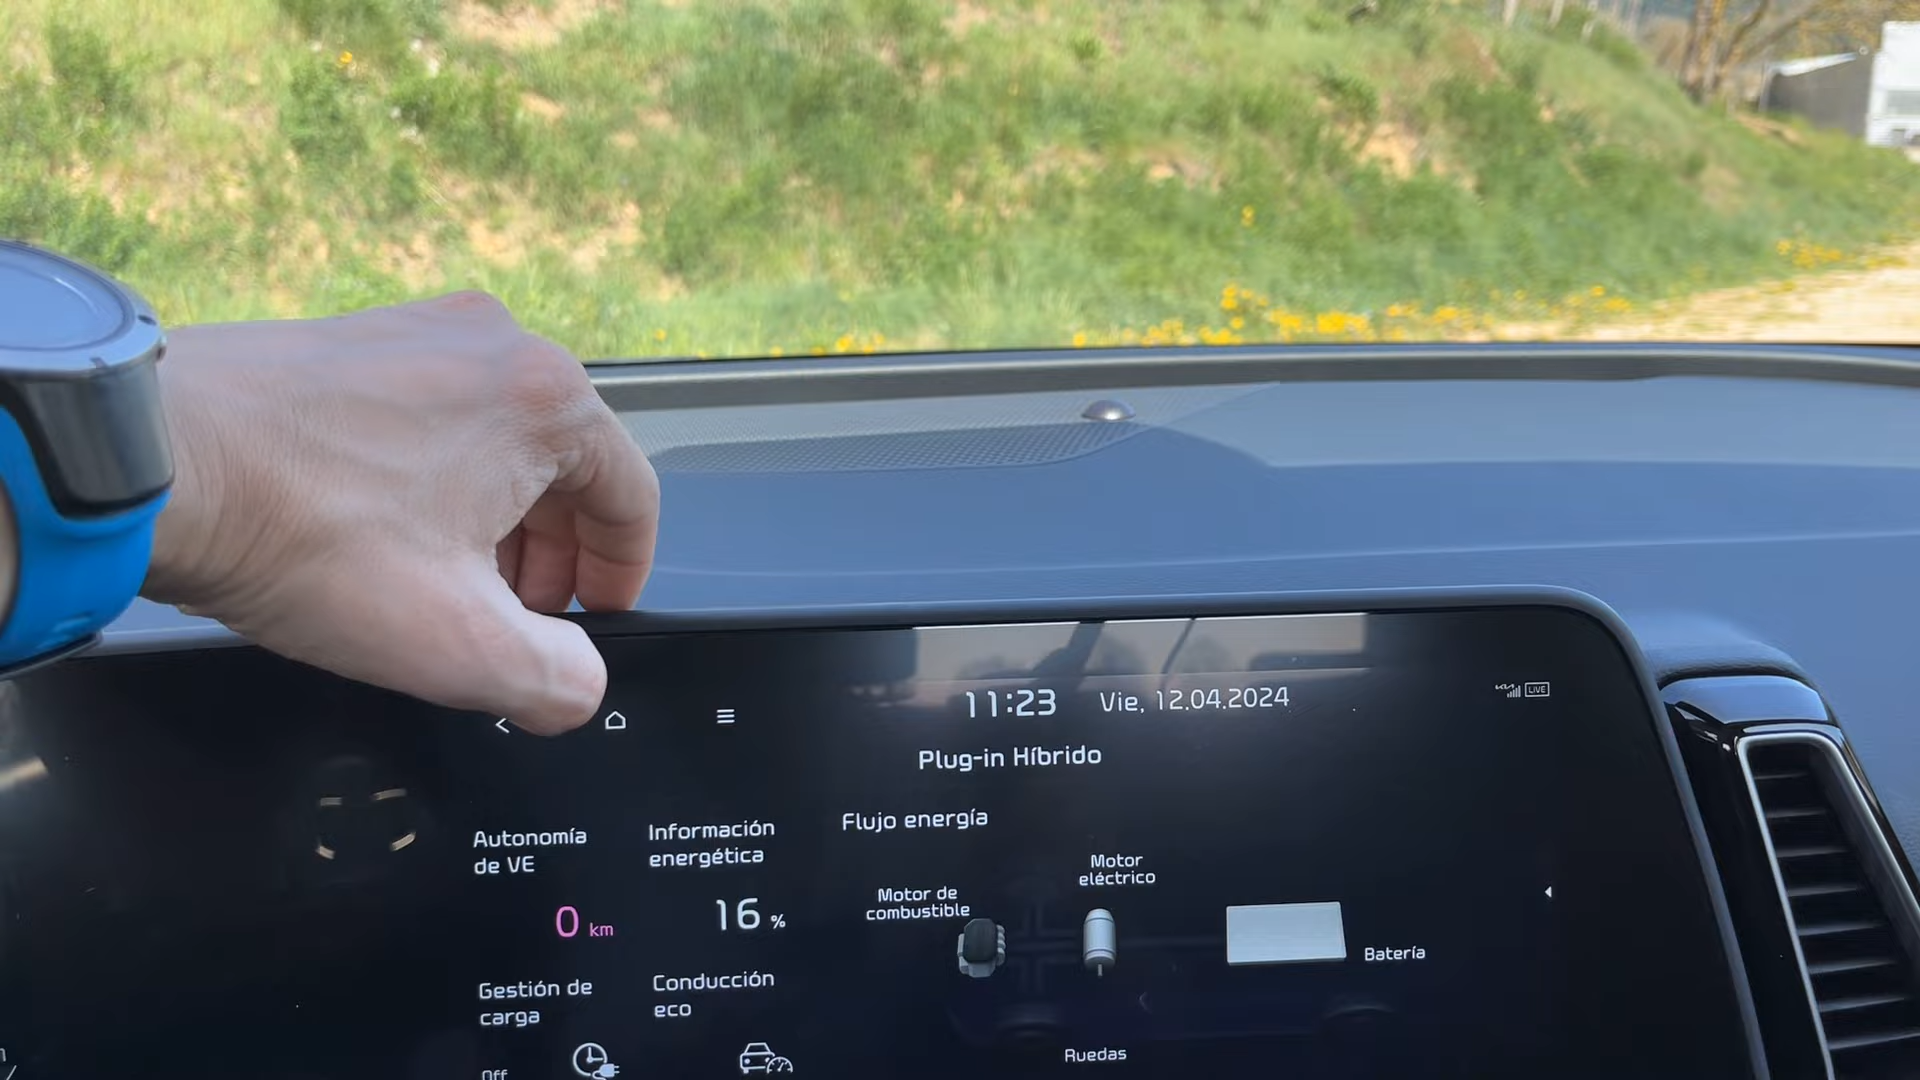 11:23 Vie, 12.04.2024
LIVE
Plug-in Híbrido
Autonomía
de VE
0 km
Información
energética
16 %
Flujo energía
Motor de
combustible
Motor
eléctrico
Batería
Gestión de
carga
Off
Conducción
eco
Ruedas